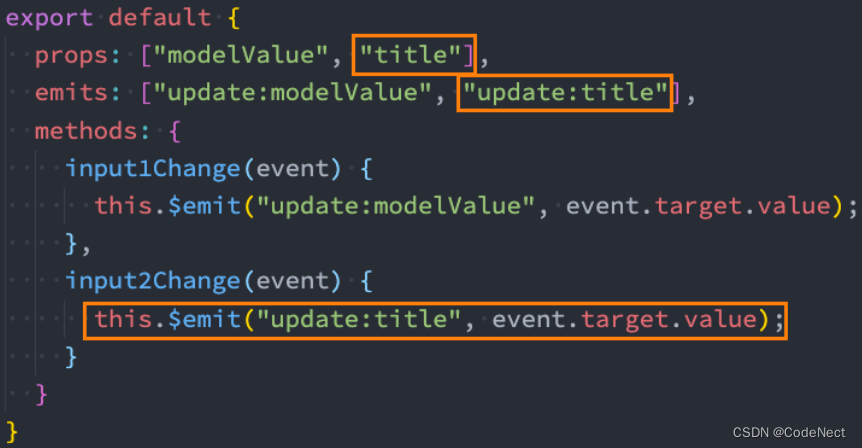 export default {
  props: ["modelValue", "title"],
  emits: ["update:modelValue", "update:title"],
  methods: {
    input1Change(event) {
      this.$emit("update:modelValue", event.target.value);
    },
    input2Change(event) {
      this.$emit("update:title", event.target.value);
    }
  }
}
CSDN @CodeNect